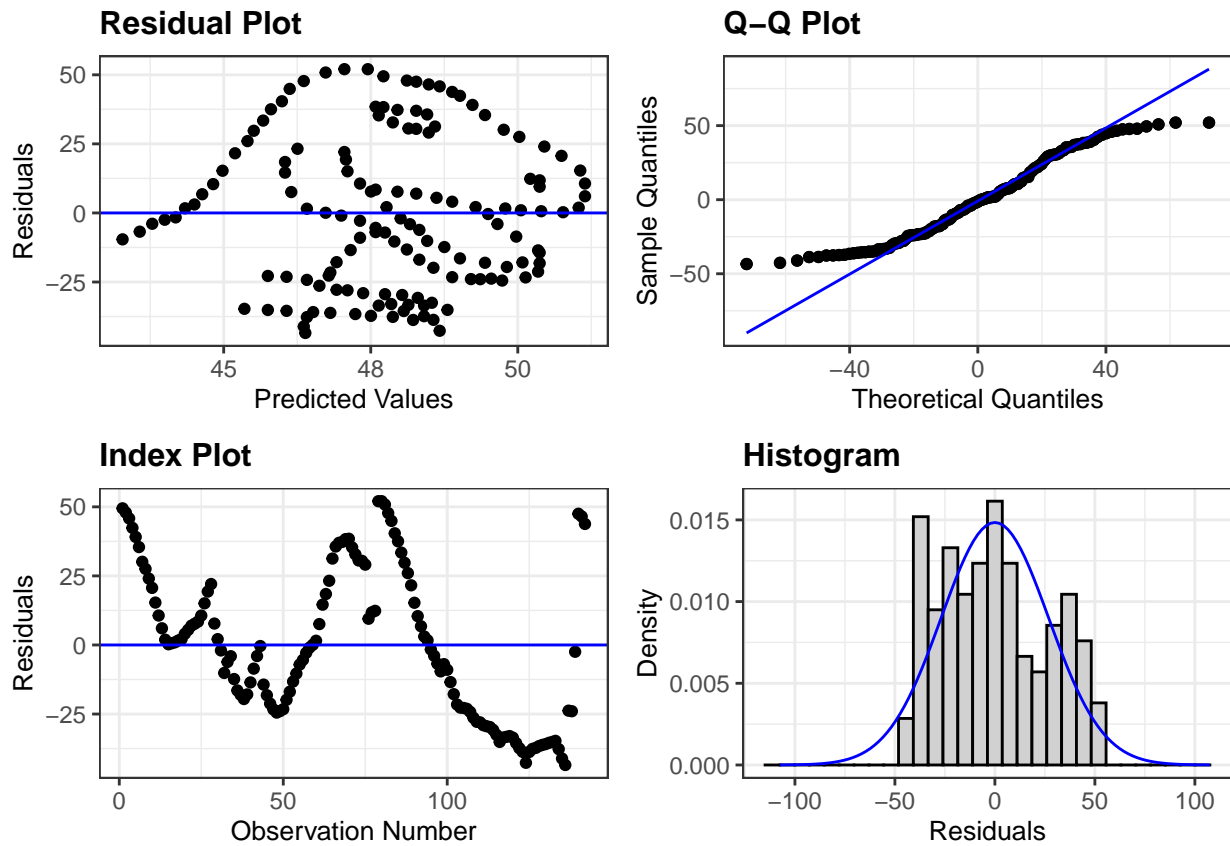 Residual Plot
50
25
0
−25
Residuals
45
48
50
Predicted Values
Q−Q Plot
50
0
−50
Sample Quantiles
−40
0
40
Theoretical Quantiles
Index Plot
50
25
0
−25
Residuals
0
50
100
Observation Number
Histogram
0.015
0.010
0.005
0.000
Density
−100
−50
0
50
100
Residuals